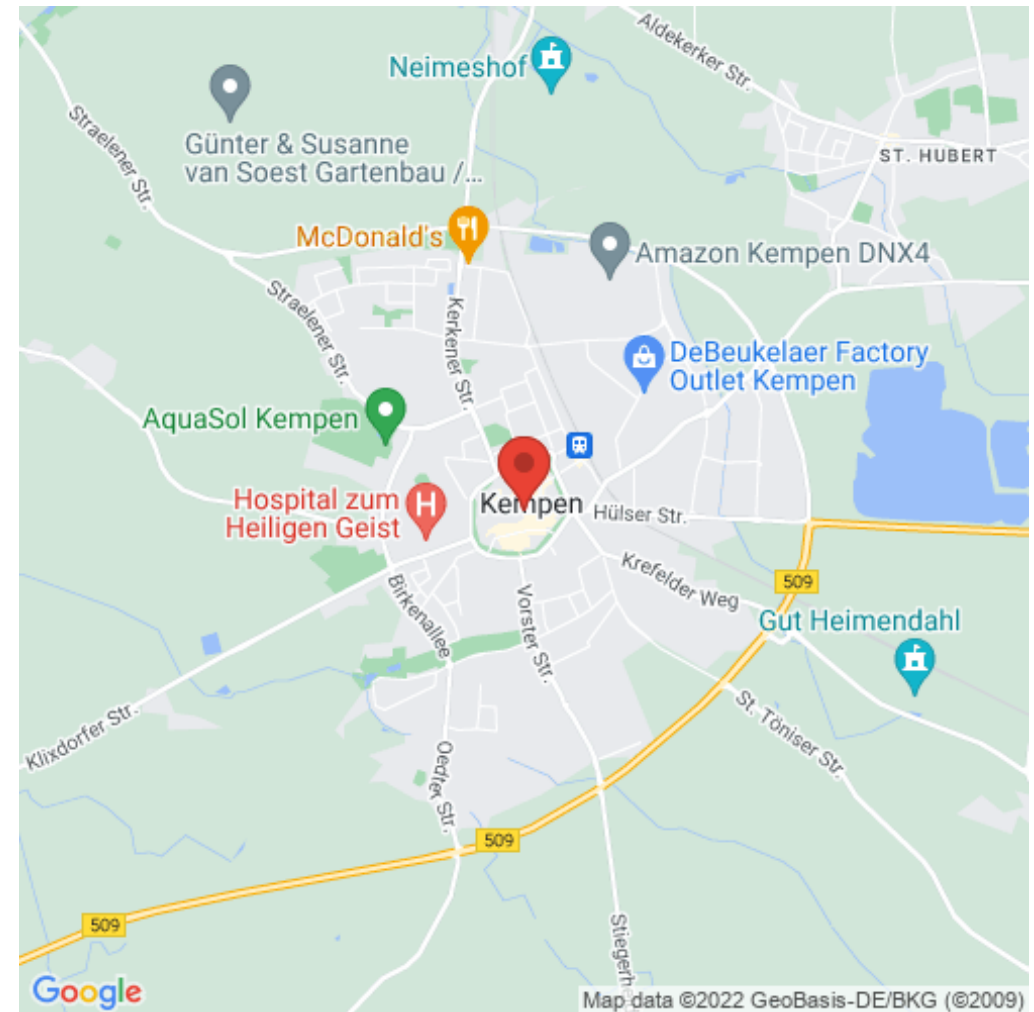 Aldekerker Str.
Neimeshof
Straelener Str.
Günter & Susanne
van Soest Gartenbau /...
ST. HUBERT
McDonald's
Amazon Kempen DNX4
Straelener Str.
Kerkener Str.
DeBeukelaer Factory
Outlet Kempen
AquaSol Kempen
Hospital zum
Heiligen Geist
H
Kempen
Hülser Str.
Krefelder Weg
509
Birkenallee
Vorster Str.
Gut Heimendahl
Klixdorfer Str.
St. Töniser Str.
Oedter Str.
509
509
Google
Map data ©2022 GeoBasis-DE/BKG (©2009)